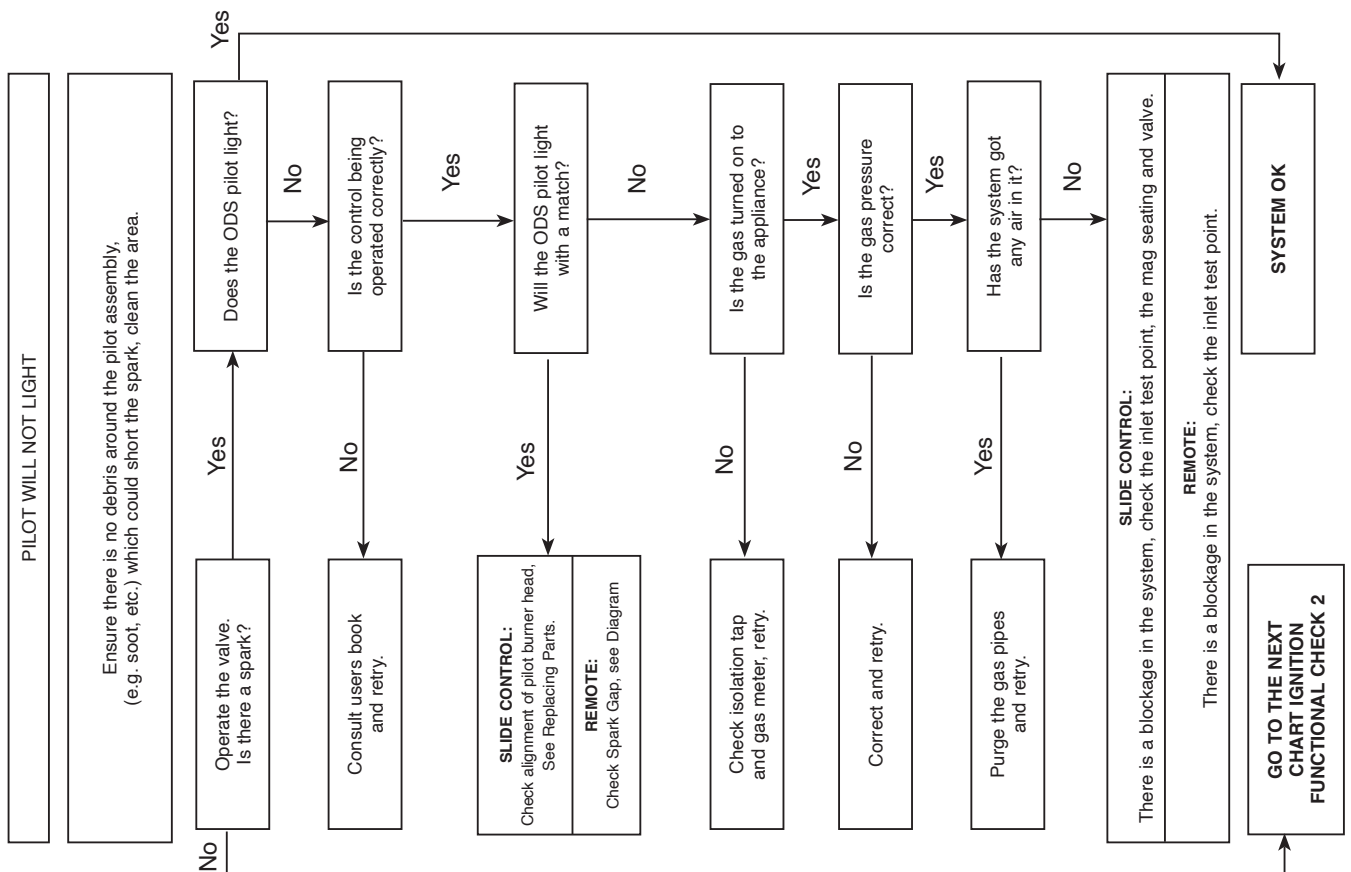 PILOT WILL NOT LIGHT
Ensure there is no debris around the pilot assembly,
(e.g. soot, etc.) which could short the spark, clean the area.
No
Operate the valve.
Is there a spark?
Yes
Does the ODS pilot light?
Yes
No
Consult users book
and retry.
No
Is the control being
operated correctly?
Yes
SLIDE CONTROL:
Check alignment of pilot burner head,
See Replacing Parts.
REMOTE:
Check Spark Gap, see Diagram
Yes
Will the ODS pilot light
with a match?
No
Check isolation tap
and gas meter, retry.
No
Is the gas turned on to
the appliance?
Yes
Correct and retry.
No
Is the gas pressure
correct?
Yes
Purge the gas pipes
and retry.
Yes
Has the system got
any air in it?
No
SLIDE CONTROL:
There is a blockage in the system, check the inlet test point, the mag seating and valve.
REMOTE:
There is a blockage in the system, check the inlet test point.
GO TO THE NEXT
CHART IGNITION
FUNCTIONAL CHECK 2
SYSTEM OK